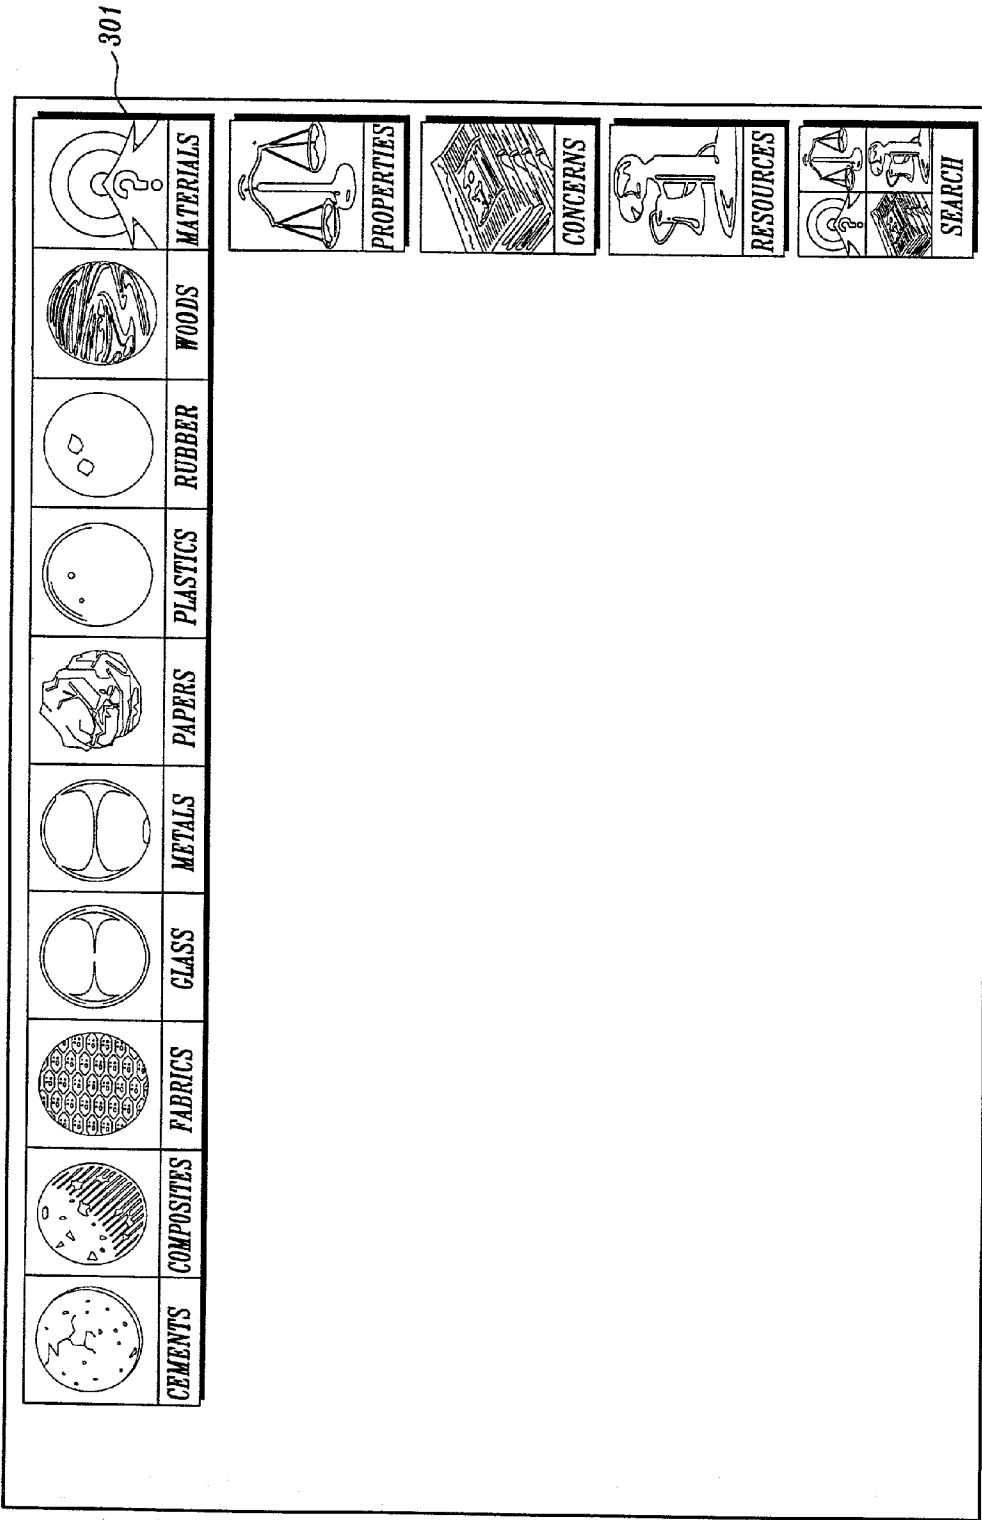 301
CEMENTS
COMPOSITES
FABRICS
GLASS
METALS
PAPERS
PLASTICS
RUBBER
WOODS
MATERIALS
PROPERTIES
CONCERNS
RESOURCES
SEARCH